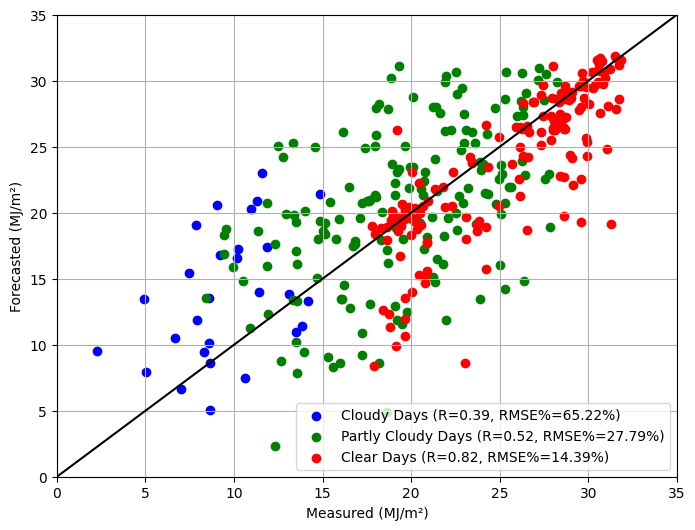 35
30
25
20
15
10
5
0
Forecasted (MJ/m²)
Cloudy Days (R=0.39, RMSE%=65.22%)
Partly Cloudy Days (R=0.52, RMSE%=27.79%)
Clear Days (R=0.82, RMSE%=14.39%)
0 5 10 15 20 25 30 35
Measured (MJ/m²)